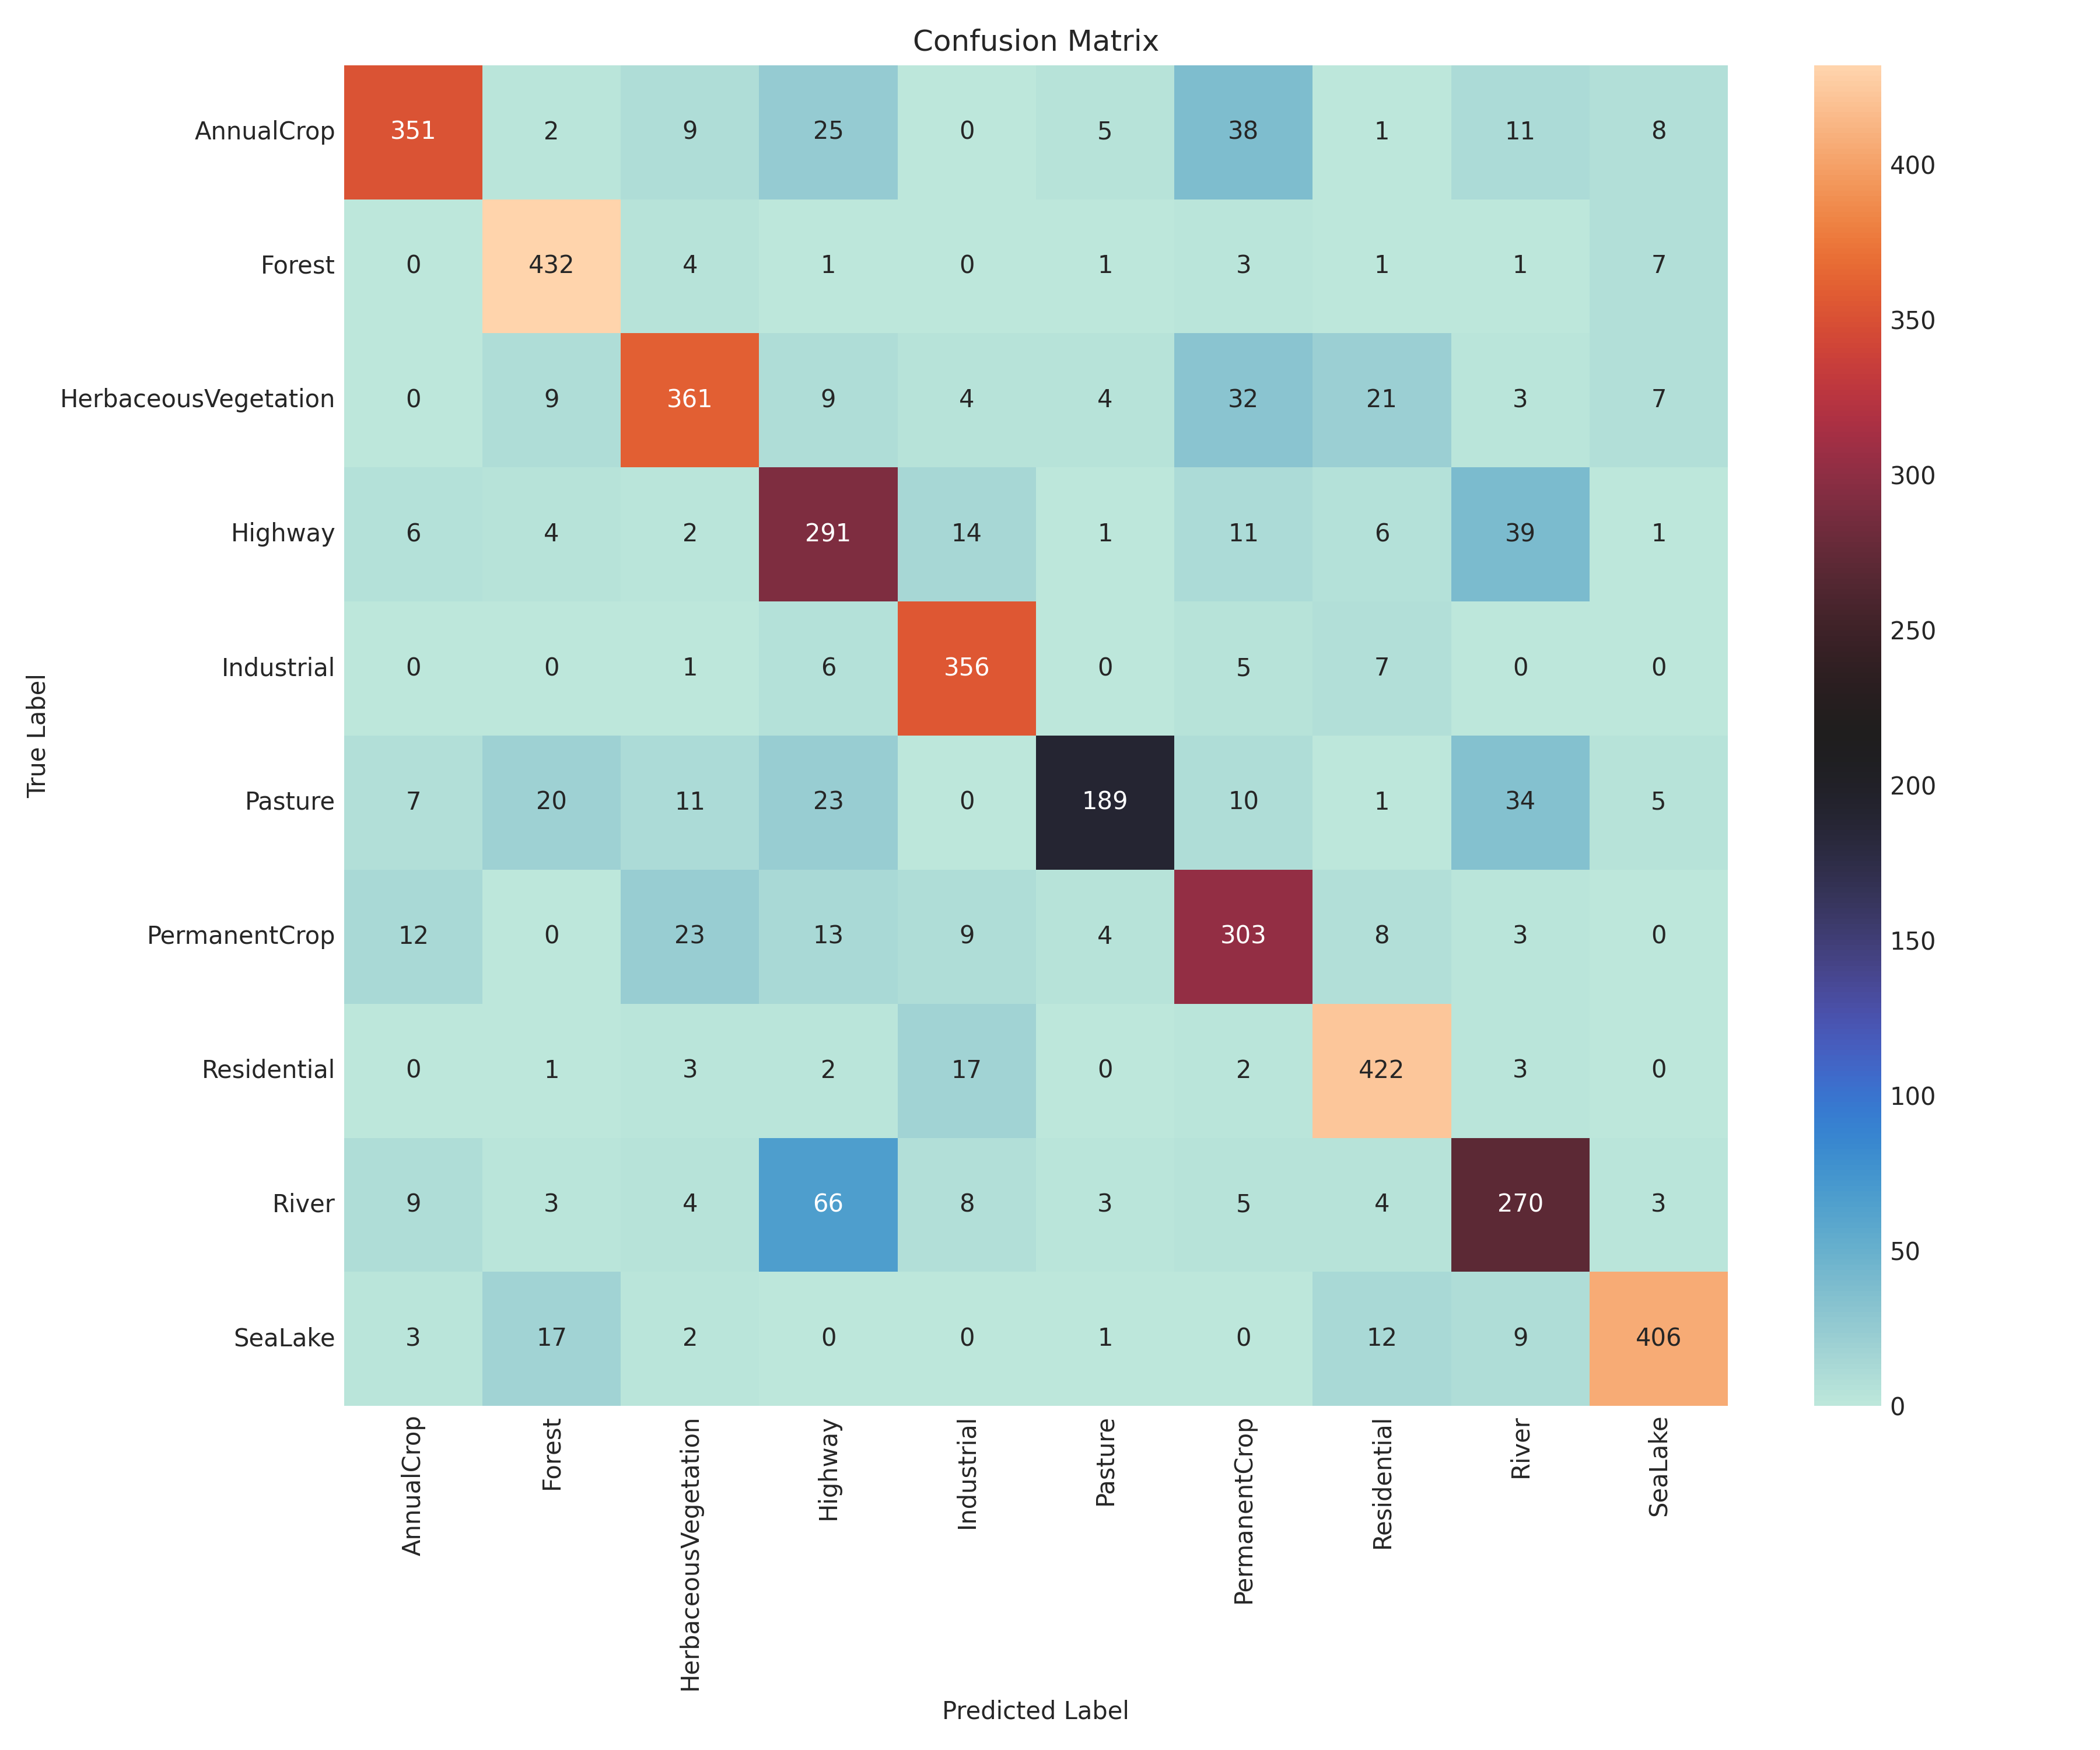 Confusion Matrix
AnnualCrop 351 2 9 25 0 5 38 1 11 8
Forest 0 432 4 1 0 1 3 1 1 7
HerbaceousVegetation 0 9 361 9 4 4 32 21 3 7
Highway 6 4 2 291 14 1 11 6 39 1
Industrial 0 0 1 6 356 0 5 7 0 0
Pasture 7 20 11 23 0 189 10 1 34 5
PermanentCrop 12 0 23 13 9 4 303 8 3 0
Residential 0 1 3 2 17 0 2 422 3 0
River 9 3 4 66 8 3 5 4 270 3
SeaLake 3 17 2 0 0 1 0 12 9 406
True Label
AnnualCrop
Forest
HerbaceousVegetation
Highway
Industrial
Pasture
PermanentCrop
Residential
River
SeaLake
Predicted Label
400
350
300
250
200
150
100
50
0